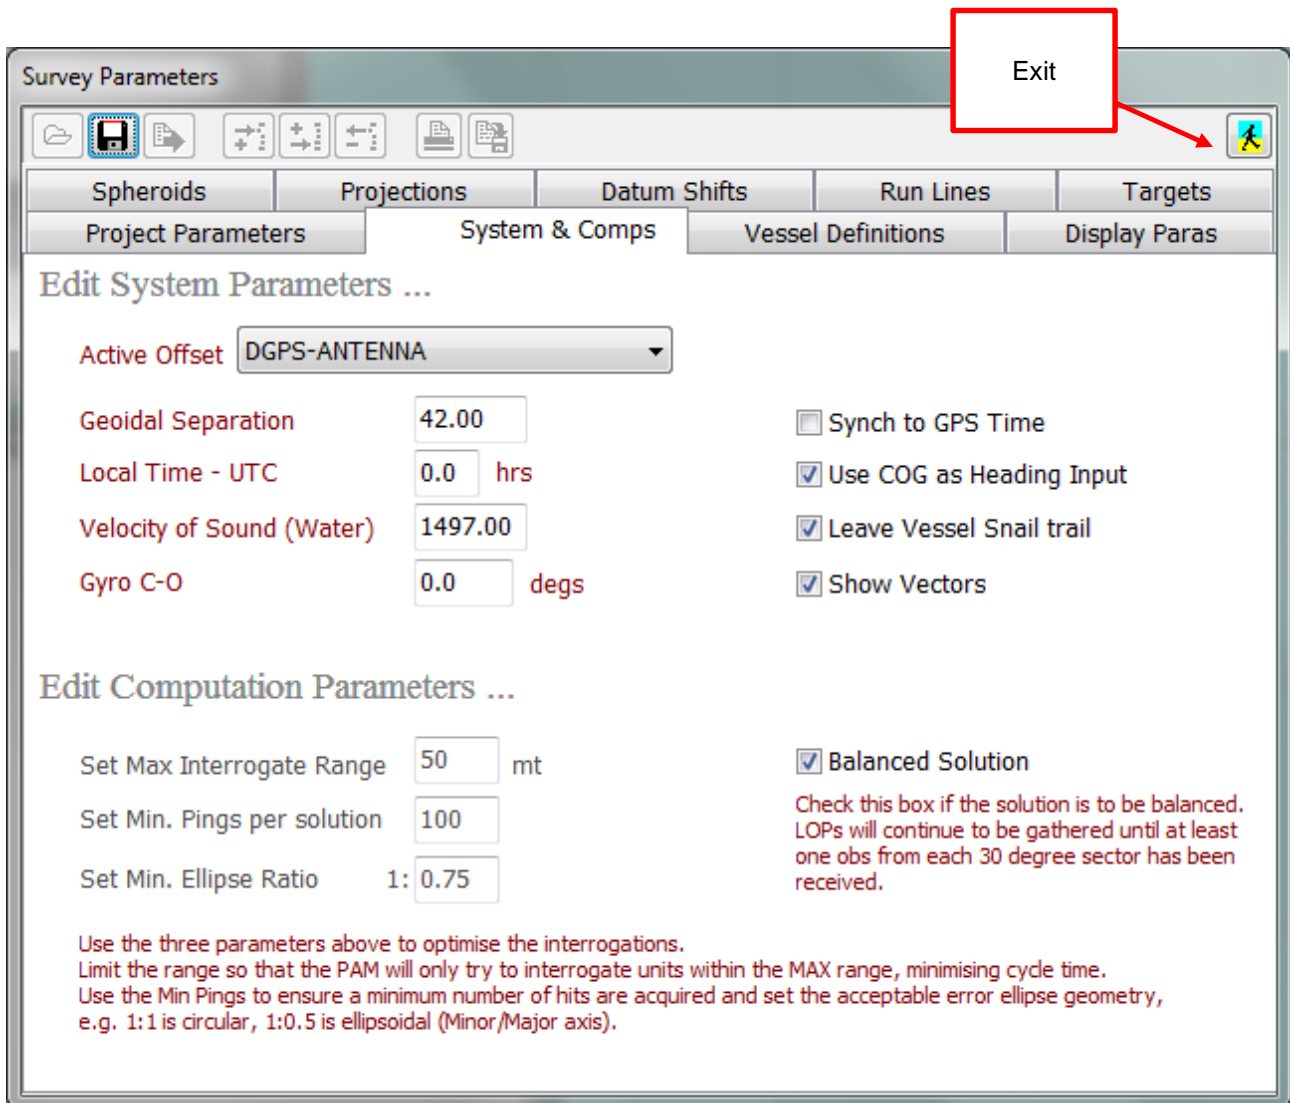 Exit
Survey Parameters
Spheroids Projections Datum Shifts Run Lines Targets
Project Parameters System & Comps Vessel Definitions Display Paras
Edit System Parameters ...
Active Offset DGPS-ANTENNA
Geoidal Separation 42.00 Synch to GPS Time
Local Time - UTC 0.0 hrs Use COG as Heading Input
Velocity of Sound (Water) 1497.00 Leave Vessel Snail trail
Gyro C-O 0.0 degs Show Vectors
Edit Computation Parameters ...
Set Max Interrogate Range 50 mt Balanced Solution
Set Min. Pings per solution 100
Set Min. Ellipse Ratio 1: 0.75
Check this box if the solution is to be balanced.
LOPs will continue to be gathered until at least
one obs from each 30 degree sector has been
received.
Use the three parameters above to optimise the interrogations.
Limit the range so that the PAM will only try to interrogate units within the MAX range, minimising cycle time.
Use the Min Pings to ensure a minimum number of hits are acquired and set the acceptable error ellipse geometry,
e.g. 1:1 is circular, 1:0.5 is ellipsoidal (Minor/Major axis).